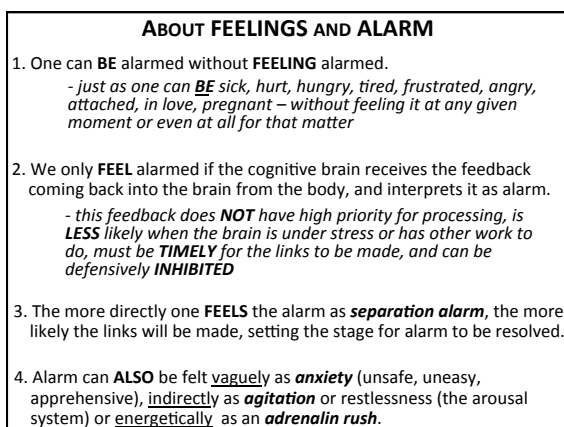 ABOUT FEELINGS AND ALARM
1. One can BE alarmed without FEELING alarmed.
- just as one can BE sick, hurt, hungry, tired, frustrated, angry,
attached, in love, pregnant – without feeling it at any given
moment or even at all for that matter
2. We only FEEL alarmed if the cognitive brain receives the feedback
coming back into the brain from the body, and interprets it as alarm.
- this feedback does NOT have high priority for processing, is
LESS likely when the brain is under stress or has other work to
do, must be TIMELY for the links to be made, and can be
defensively INHIBITED
3. The more directly one FEELS the alarm as separation alarm, the more
likely the links will be made, setting the stage for alarm to be resolved.
4. Alarm can ALSO be felt vaguely as anxiety (unsafe, uneasy,
apprehensive), indirectly as agitation or restlessness (the arousal
system) or energetically as an adrenalin rush.